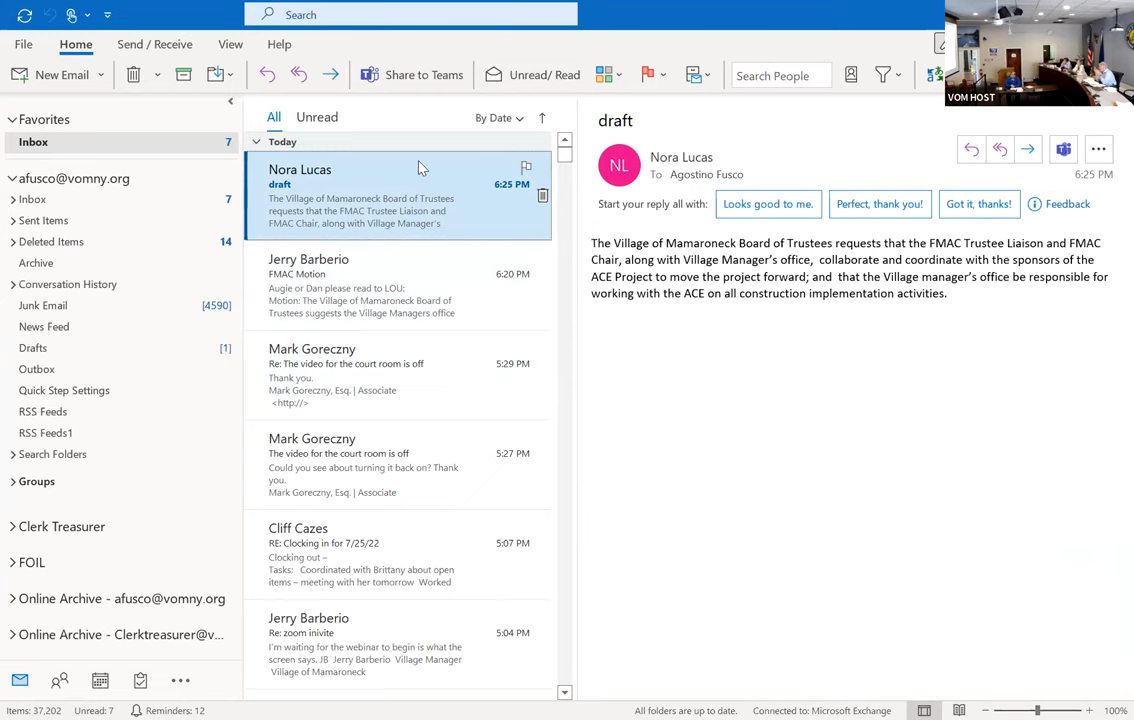 Search
VOM HOST
File Home Send / Receive View Help
New Email Share to Teams Unread/ Read Search People
Favorites
Inbox 7
afusco@vomny.org
Inbox 7
Sent Items
Deleted Items 14
Archive
Conversation History
Junk Email [4590]
News Feed
Drafts [1]
Outbox
Quick Step Settings
RSS Feeds
RSS Feeds1
Search Folders
Groups
Clerk Treasurer
FOIL
Online Archive - afusco@vomny.org
Online Archive - Clerktreasurer@v...
All Unread By Date
Today
Nora Lucas
draft 6:25 PM
The Village of Mamaroneck Board of Trustees
requests that the FMAC Trustee Liaison and
FMAC Chair, along with Village Manager's
Jerry Barberio
FMAC Motion 6:20 PM
Augie or Dan please read to LOU:
Motion: The Village of Mamaroneck Board of
Trustees suggests the Village Managers office
Mark Goreczny
Re: The video for the court room is off 5:29 PM
Thank you.
Mark Goreczny, Esq. | Associate
<http://>
Mark Goreczny
The video for the court room is off 5:27 PM
Could you see about turning it back on? Thank
you.
Mark Goreczny, Esq. | Associate
Cliff Cazes
RE: Clocking in for 7/25/22 5:07 PM
Clocking out –
Tasks: Coordinated with Brittany about open
items – meeting with her tomorrow Worked
Jerry Barberio
Re: zoom inivite 5:04 PM
I'm waiting for the webinar to begin is what the
screen says. JB Jerry Barberio Village Manager
Village of Mamaroneck
draft
NL
Nora Lucas
To Agostino Fusco
6:25 PM
Start your reply all with: Looks good to me. Perfect, thank you! Got it, thanks! Feedback
The Village of Mamaroneck Board of Trustees requests that the FMAC Trustee Liaison and FMAC
Chair, along with Village Manager's office, collaborate and coordinate with the sponsors of the
ACE Project to move the project forward; and that the Village manager's office be responsible for
working with the ACE on all construction implementation activities.
Items: 37,202 Unread: 7 Reminders: 12 All folders are up to date. Connected to: Microsoft Exchange 100%